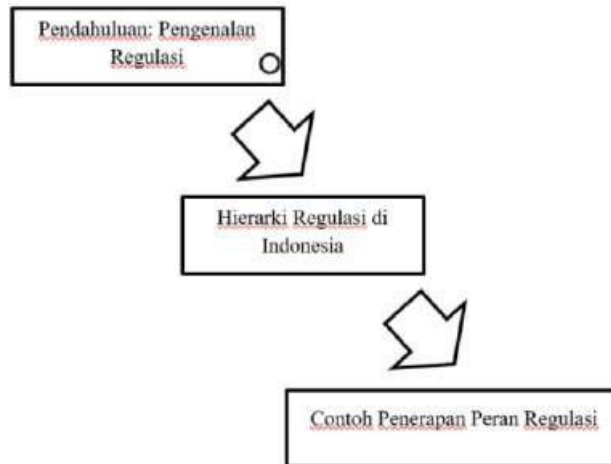 Pendahuluan: Pengenalan
Regulasi
Hierarki Regulasi di
Indonesia
Contoh Penerapan Peran Regulasi